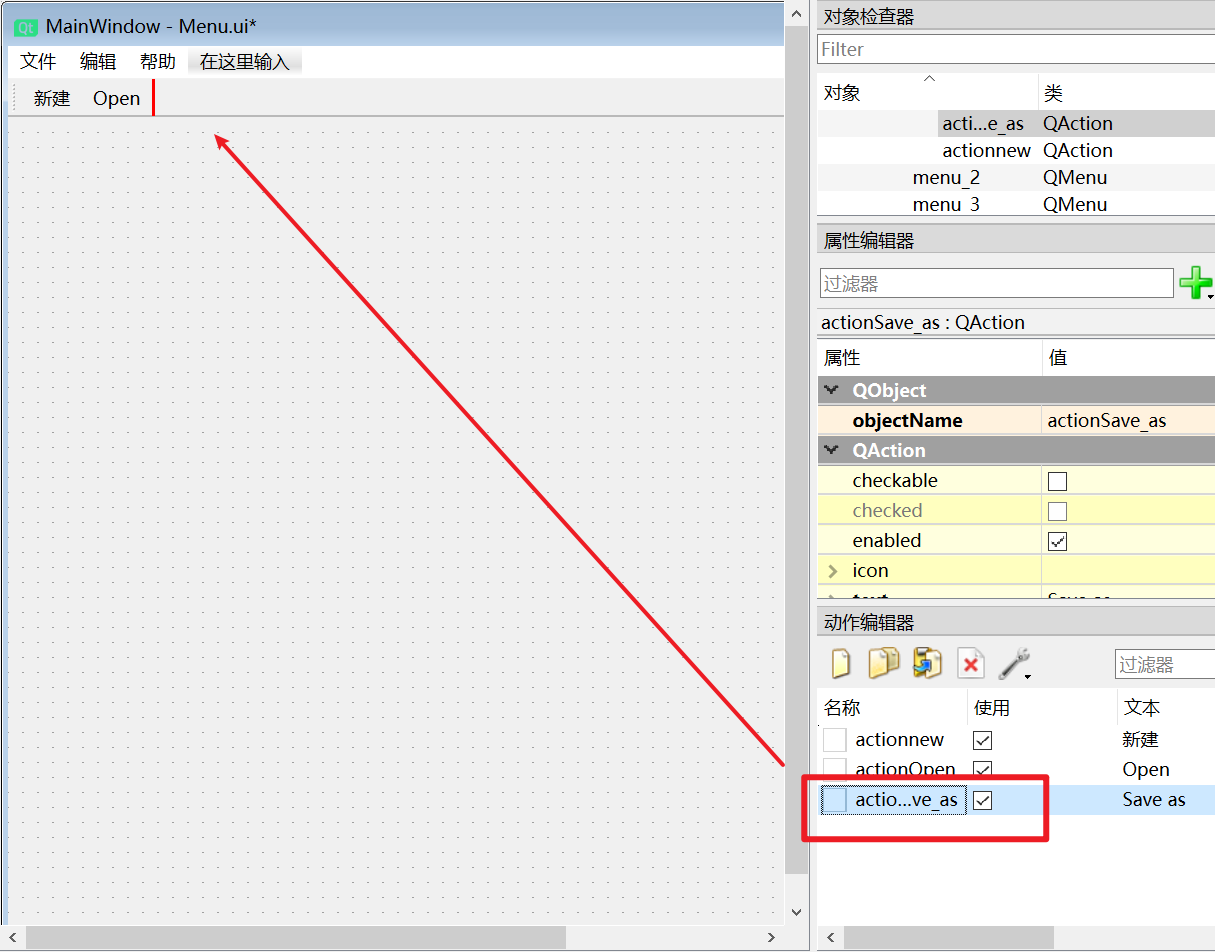 Qt MainWindow - Menu.ui*
文件 编辑 帮助 在这里输入
新建 Open
对象检查器
Filter
对象 类
acti...e_as QAction
actionnew QAction
menu_2 QMenu
menu_3 QMenu
属性编辑器
过滤器
actionSave_as : QAction
属性 值
QObject
objectName actionSave_as
QAction
checkable
checked
enabled
icon
text Save as
动作编辑器
过滤器
名称 使用 文本
actionnew 新建
actionOpen Open
actio...ve_as Save as